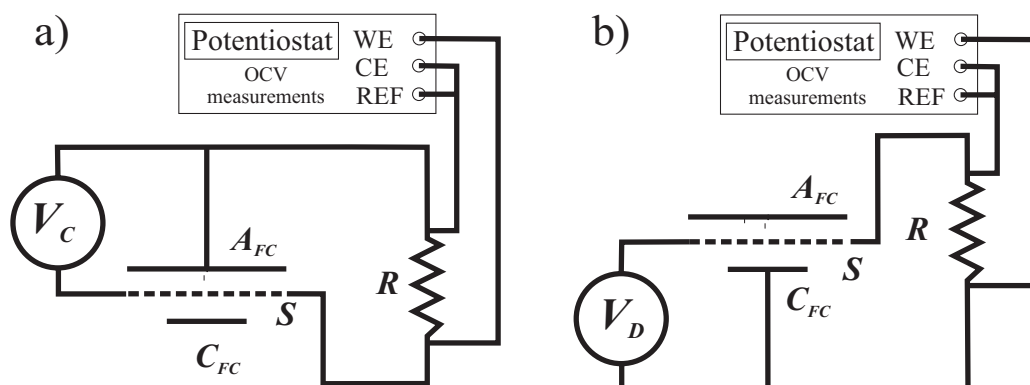 a)
Potentiostat
OCV
measurements
WE
CE
REF
V_C
A_FC
R
S
C_FC
b)
Potentiostat
OCV
measurements
WE
CE
REF
A_FC
R
S
C_FC
V_D